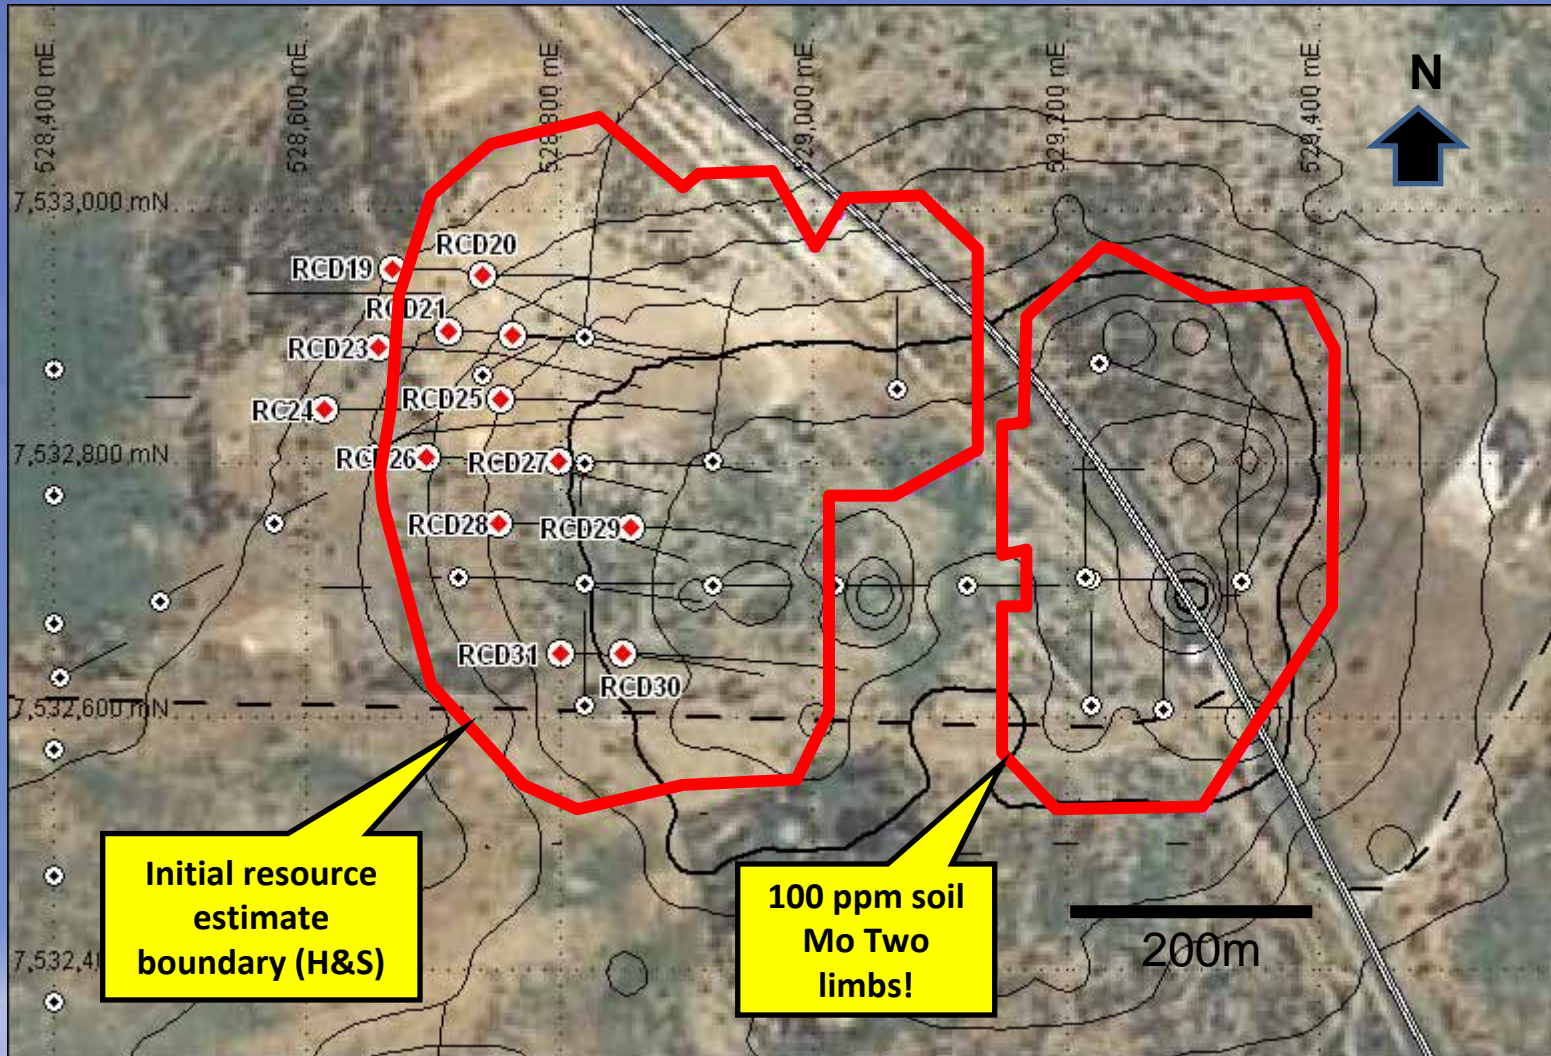 528,400 mE.
528,600 mE.
528,800 mE.
529,000 mE.
529,200 mE.
529,400 mE.
N
7,533,000 mN
RCD20
RCD19
RCD21
RCD23
RCD25
RC24
7,532,800 mN
RCD26
RCD27
RCD28
RCD29
RCD31
RCD30
7,532,600 mN
Initial resource
estimate
boundary (H&S)
100 ppm soil
Mo Two
limbs!
200m